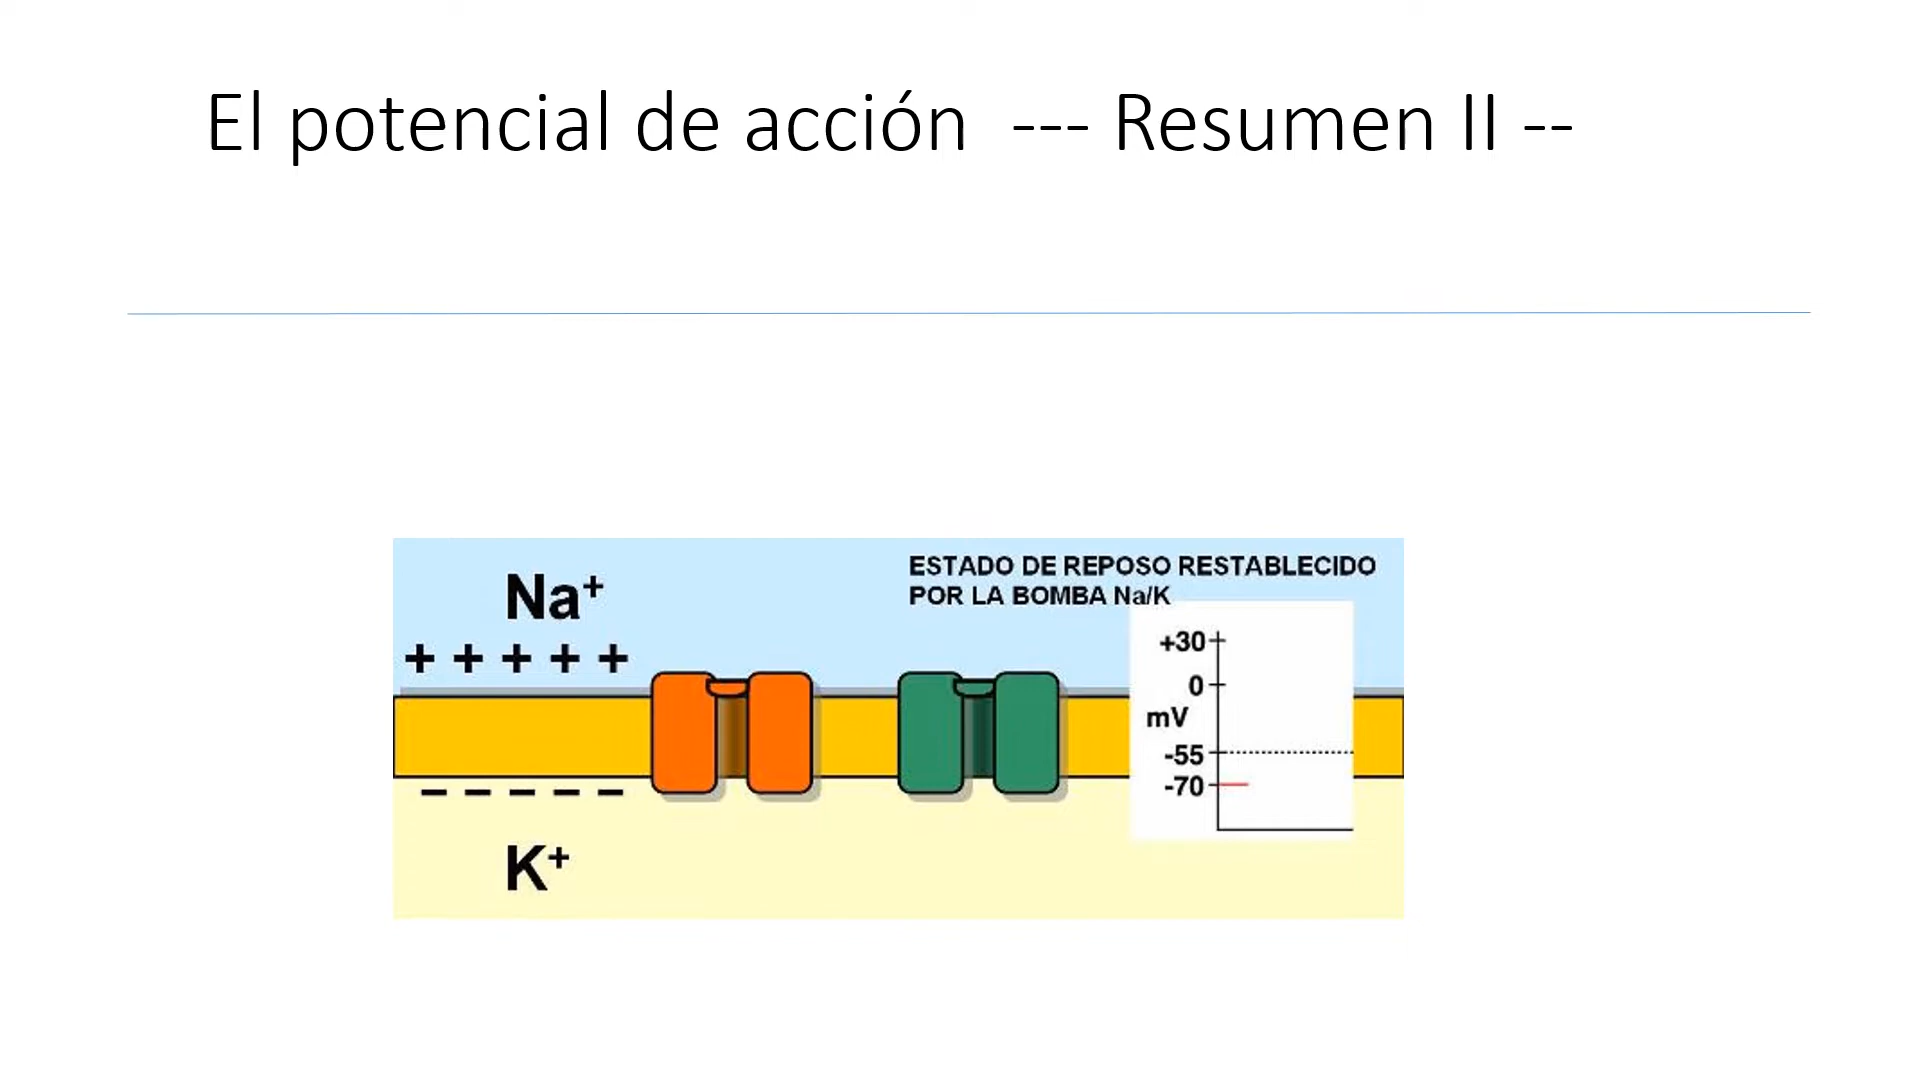 El potencial de acción --- Resumen II --
Na⁺
ESTADO DE REPOSO RESTABLECIDO
POR LA BOMBA Na/K
+ + + + +
+30
0
mV
-55
-70
– – – – –
K⁺